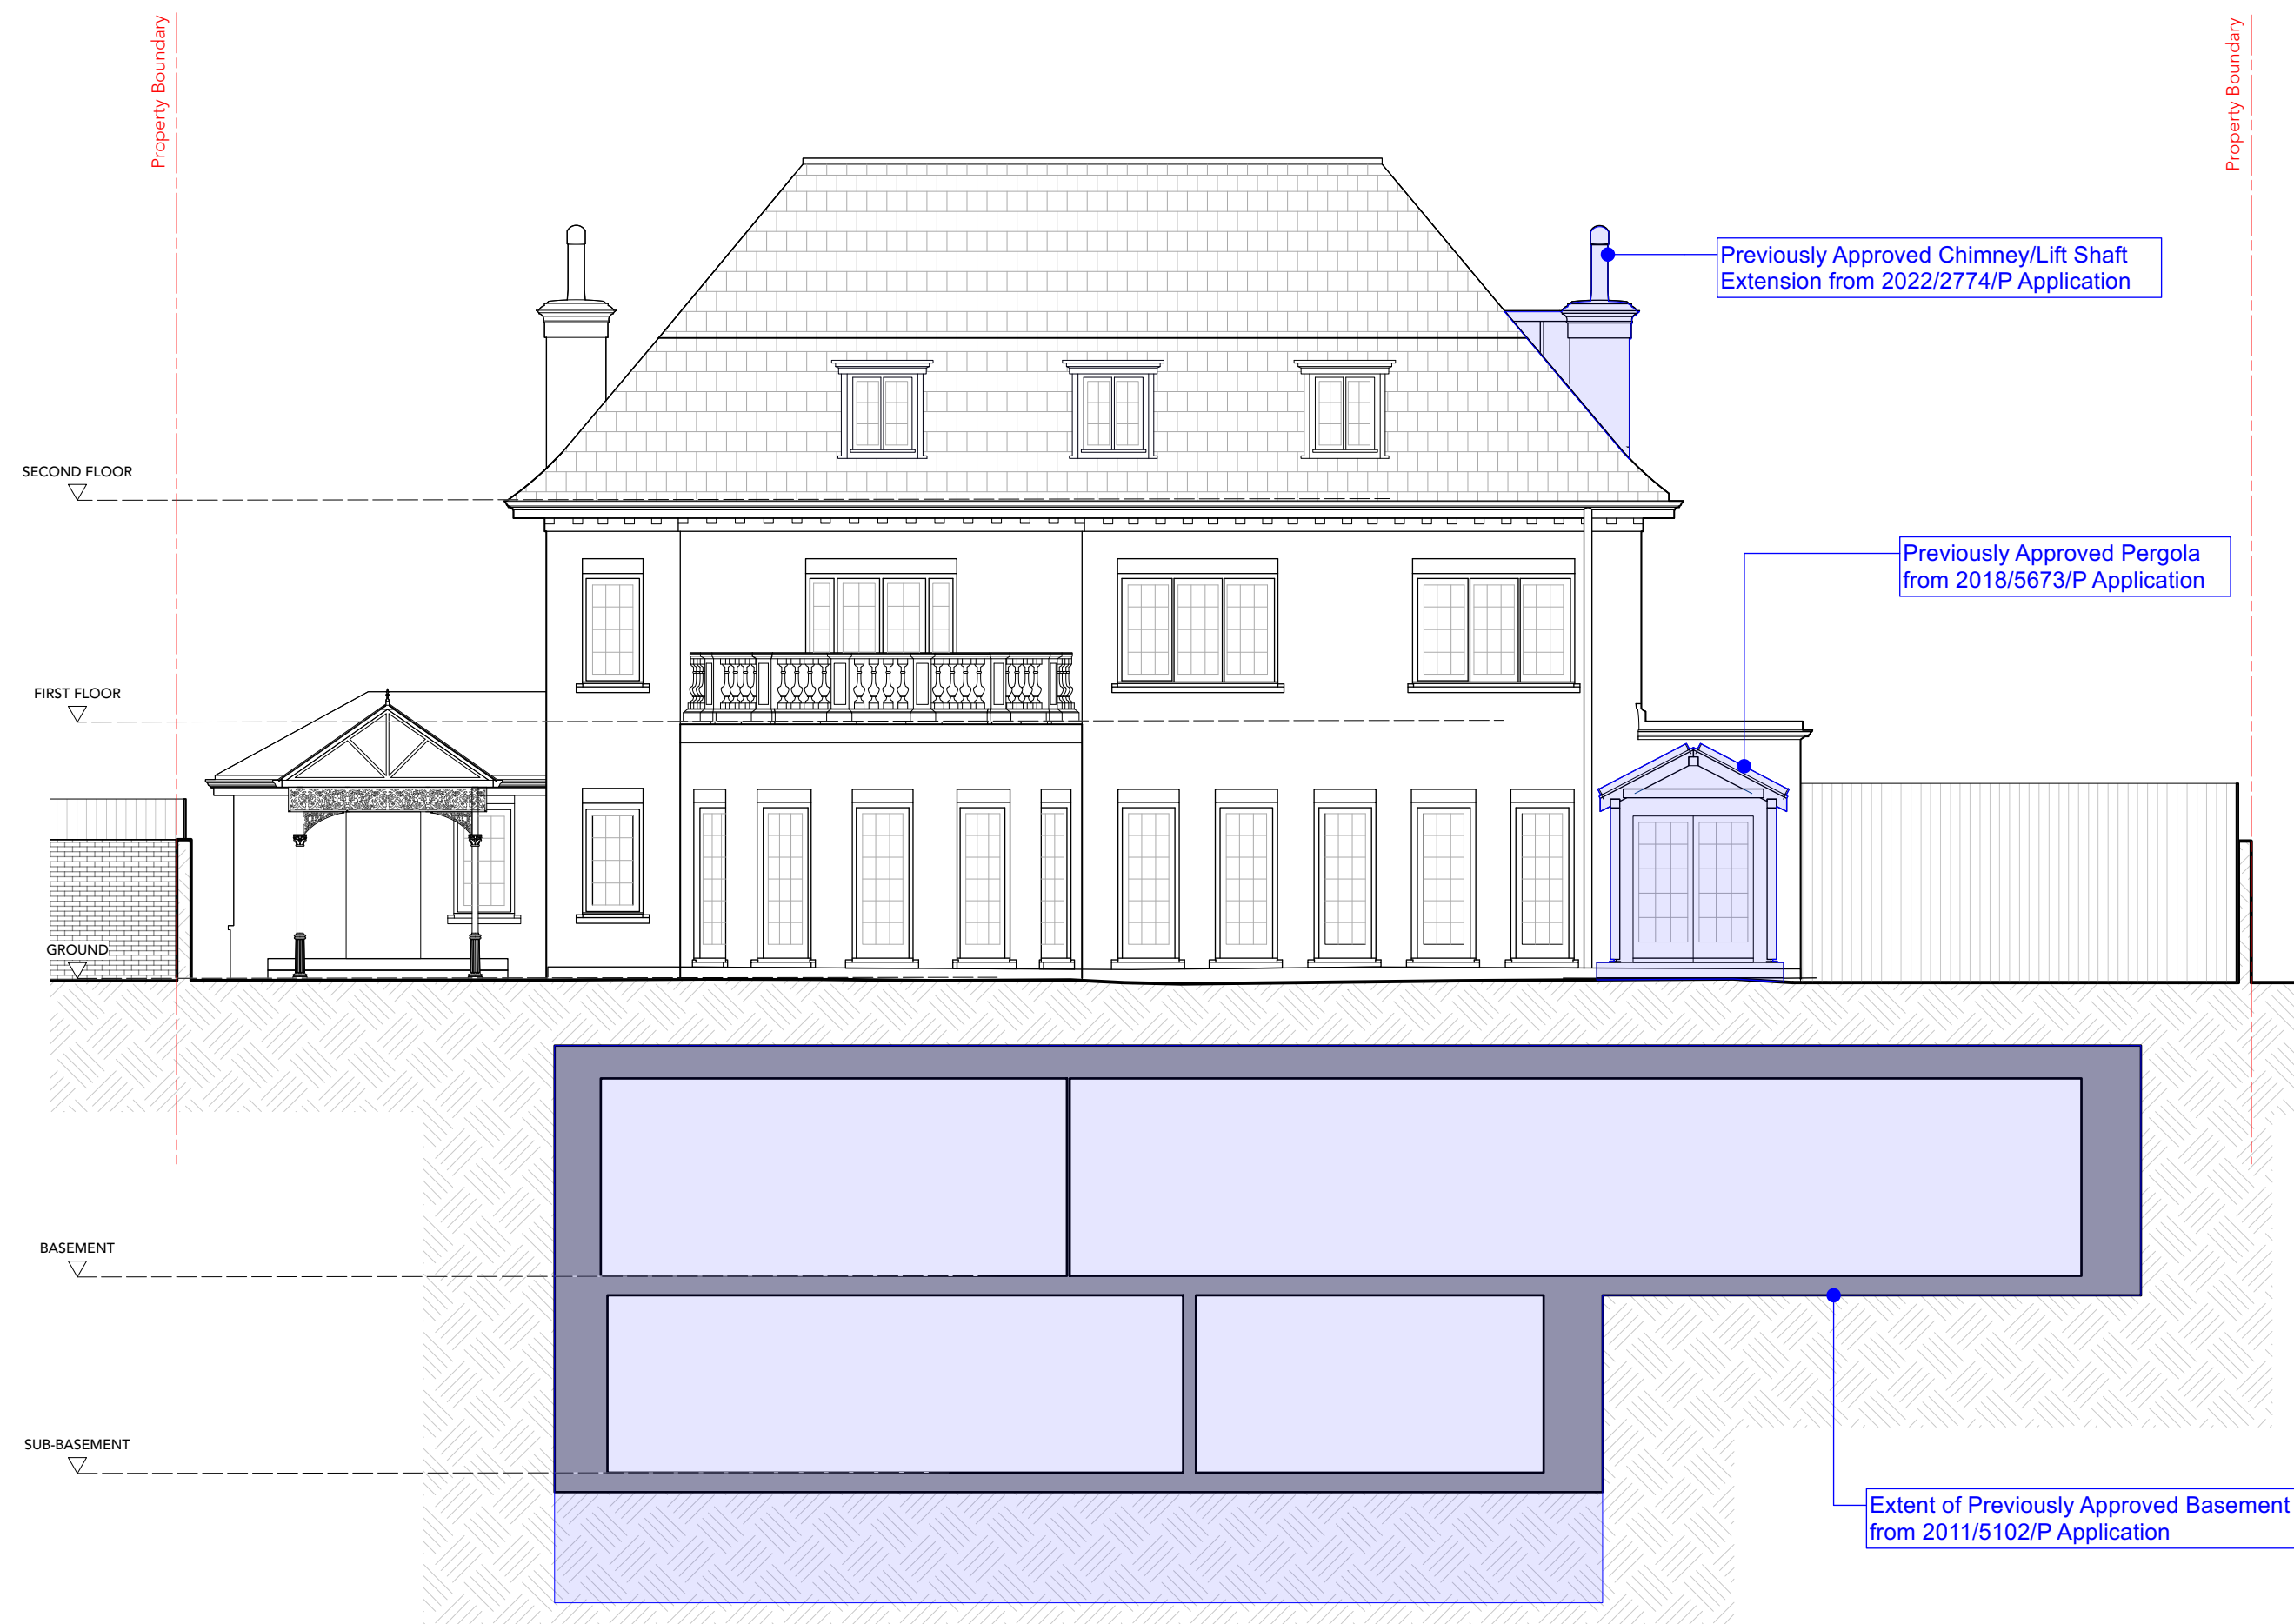 Property Boundary
Property Boundary
Previously Approved Chimney/Lift Shaft
Extension from 2022/2774/P Application
SECOND FLOOR
Previously Approved Pergola
from 2018/5673/P Application
FIRST FLOOR
GROUND
BASEMENT
SUB-BASEMENT
Extent of Previously Approved Basement
from 2011/5102/P Application